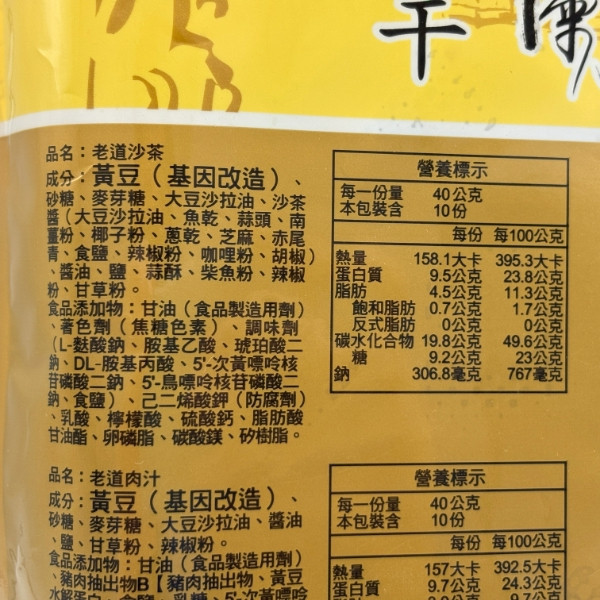 品名：老道沙茶
成分：黃豆（基因改造）、
砂糖、麥芽糖、大豆沙拉油、沙茶
醬（大豆沙拉油、魚乾、蒜頭、南
薑粉、椰子粉、蔥乾、芝麻、赤尾
青、食鹽、辣椒粉、咖哩粉、胡椒）
、醬油、鹽、蒜酥、柴魚粉、辣椒
粉、甘草粉。
食品添加物：甘油（食品製造用劑）
、著色劑（焦糖色素）、調味劑
（L-麩酸鈉、胺基乙酸、琥珀酸二
鈉、DL-胺基丙酸、5'-次黃嘌呤核
苷磷酸二鈉、5'-鳥嘌呤核苷磷酸二
鈉、食鹽）、己二烯酸鉀（防腐劑）
、乳酸、檸檬酸、硫酸鈣、脂肪酸
甘油酯、卵磷脂、碳酸鎂、矽樹脂。
營養標示
每一份量 40公克
本包裝含 10份
每份 每100公克
熱量 158.1大卡 395.3大卡
蛋白質 9.5公克 23.8公克
脂肪 4.5公克 11.3公克
飽和脂肪 0.7公克 1.7公克
反式脂肪 0公克 0公克
碳水化合物 19.8公克 49.6公克
糖 9.2公克 23公克
鈉 306.8毫克 767毫克
品名：老道肉汁
成分：黃豆（基因改造）、
砂糖、麥芽糖、大豆沙拉油、醬油
、鹽、甘草粉、辣椒粉。
食品添加物：甘油（食品製造用劑）
、豬肉抽出物B【豬肉抽出物、黃豆
營養標示
每一份量 40公克
本包裝含 10份
每份 每100公克
熱量 157大卡 392.5大卡
蛋白質 9.7公克 24.3公克